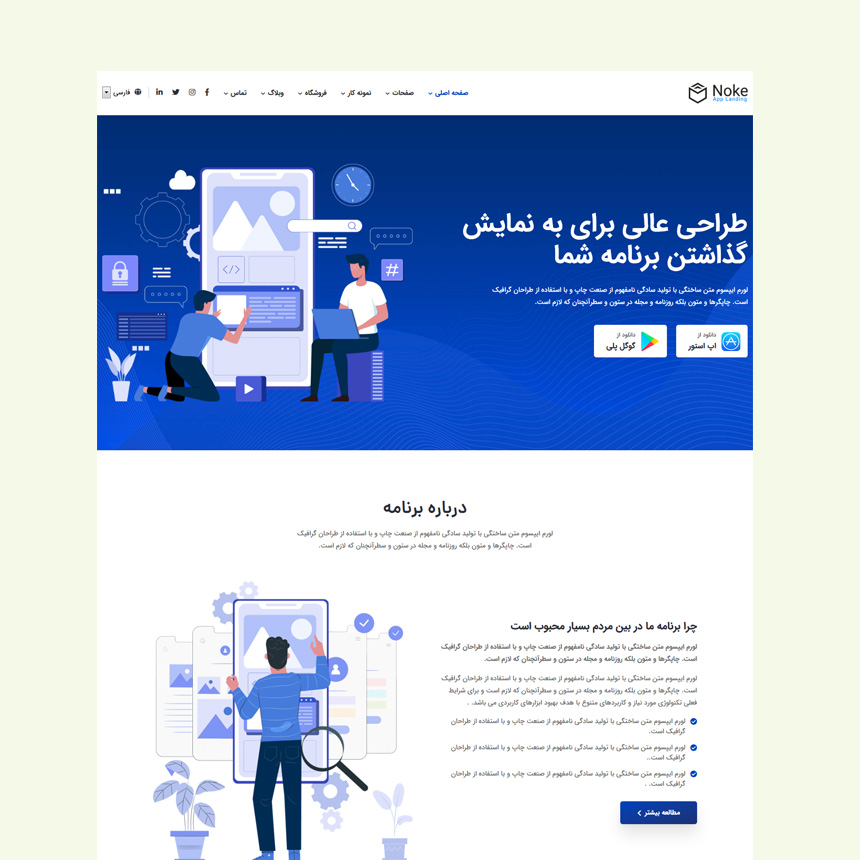 Noke
App Landing
صفحه اصلی
صفحات
نمونه کار
فروشگاه
وبلاگ
تماس
فارسی
طراحی عالی برای به نمایش
گذاشتن برنامه شما
لورم ایپسوم متن ساختگی با تولید سادگی نامفهوم از صنعت چاپ و با استفاده از طراحان گرافیک
است. چاپگرها و متون بلکه روزنامه و مجله در ستون و سطرآنچنان که لازم است.
دانلود از
اپ استور
دانلود از
گوگل پلی
#
درباره برنامه
لورم ایپسوم متن ساختگی با تولید سادگی نامفهوم از صنعت چاپ و با استفاده از طراحان گرافیک
است. چاپگرها و متون بلکه روزنامه و مجله در ستون و سطرآنچنان که لازم است.
چرا برنامه ما در بین مردم بسیار محبوب است
لورم ایپسوم متن ساختگی با تولید سادگی نامفهوم از صنعت چاپ و با استفاده از طراحان گرافیک
است. چاپگرها و متون بلکه روزنامه و مجله در ستون و سطرآنچنان که لازم است.
لورم ایپسوم متن ساختگی با تولید سادگی نامفهوم از صنعت چاپ و با استفاده از طراحان گرافیک
است. چاپگرها و متون بلکه روزنامه و مجله در ستون و سطرآنچنان که لازم است و برای شرایط
فعلی تکنولوژی مورد نیاز و کاربردهای متنوع با هدف بهبود ابزارهای کاربردی می باشد. .
لورم ایپسوم متن ساختگی با تولید سادگی نامفهوم از صنعت چاپ و با استفاده از طراحان
گرافیک است.
لورم ایپسوم متن ساختگی با تولید سادگی نامفهوم از صنعت چاپ و با استفاده از طراحان
گرافیک است..
لورم ایپسوم متن ساختگی با تولید سادگی نامفهوم از صنعت چاپ و با استفاده از طراحان
گرافیک است. .
مطالعه بیشتر